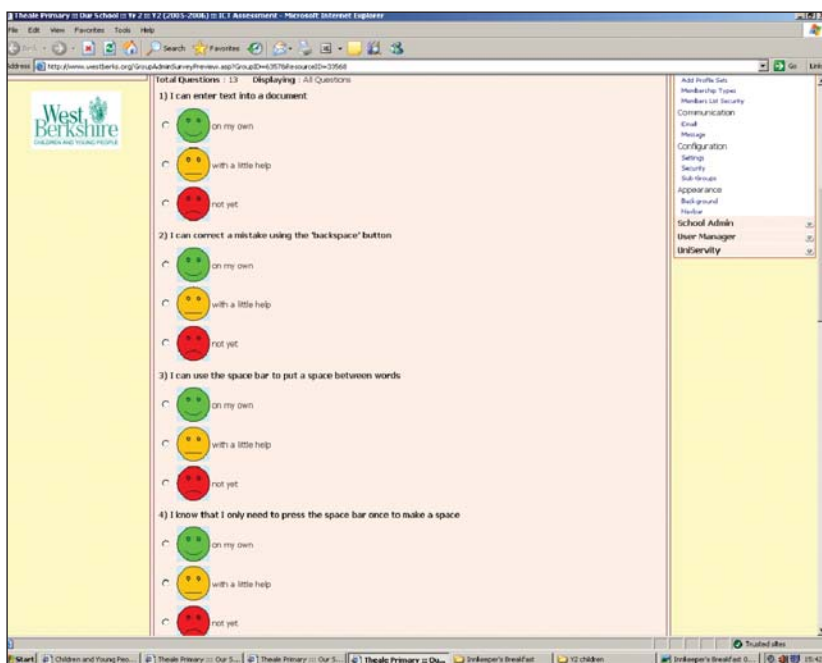 Theale Primary ::: Our School ::: Yr 2 ::: Y2 (2005-2006) ::: ICT Assessment - Microsoft Internet Explorer
File Edit View Favorites Tools Help
Search Favorites
Address http://www.westberks.org/GroupAdminSurveyPreview.asp?GroupID=63576ResourceID=33568 Go Links
Total Questions : 13 Displaying : All Questions
West Berkshire
CHILDREN AND YOUNG PEOPLE
1) I can enter text into a document
on my own
with a little help
not yet
2) I can correct a mistake using the 'backspace' button
on my own
with a little help
not yet
3) I can use the space bar to put a space between words
on my own
with a little help
not yet
4) I know that I only need to press the space bar once to make a space
on my own
with a little help
not yet
Add Profile Sets
Membership Types
Members List Security
Communication
Email
Message
Configuration
Settings
Security
Sub-Groups
Appearance
Background
Navbar
School Admin
User Manager
UniServity
Trusted sites
Start Children and Young Peo... Theale Primary ::: Our S... Theale Primary ::: Our S... Theale Primary ::: Ou... Innkeeper's Breakfast Y2 children Innkeeper's Breakfast 0... 15:42